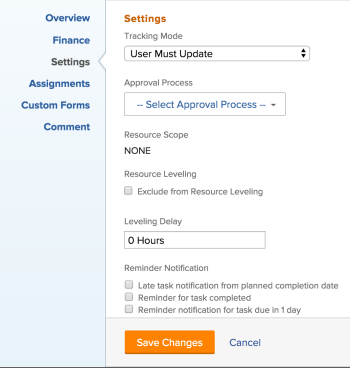 Overview
Finance
Settings
Assignments
Custom Forms
Comment
Settings
Tracking Mode
User Must Update
Approval Process
-- Select Approval Process --
Resource Scope
NONE
Resource Leveling
Exclude from Resource Leveling
Leveling Delay
0 Hours
Reminder Notification
Late task notification from planned completion date
Reminder for task completed
Reminder notification for task due in 1 day
Save Changes
Cancel